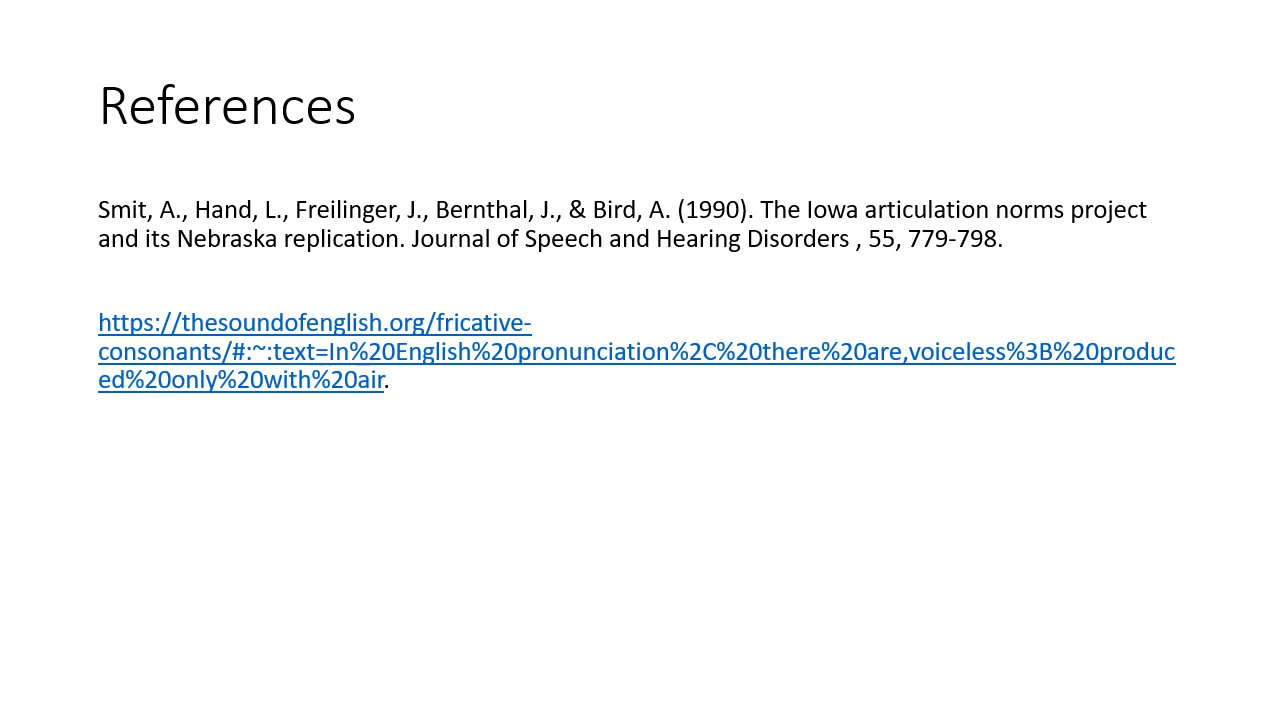 References
Smit, A., Hand, L., Freilinger, J., Bernthal, J., & Bird, A. (1990). The Iowa articulation norms project
and its Nebraska replication. Journal of Speech and Hearing Disorders , 55, 779-798.
https://thesoundofenglish.org/fricative-
consonants/#:~:text=In%20English%20pronunciation%2C%20there%20are,voiceless%3B%20produc
ed%20only%20with%20air.